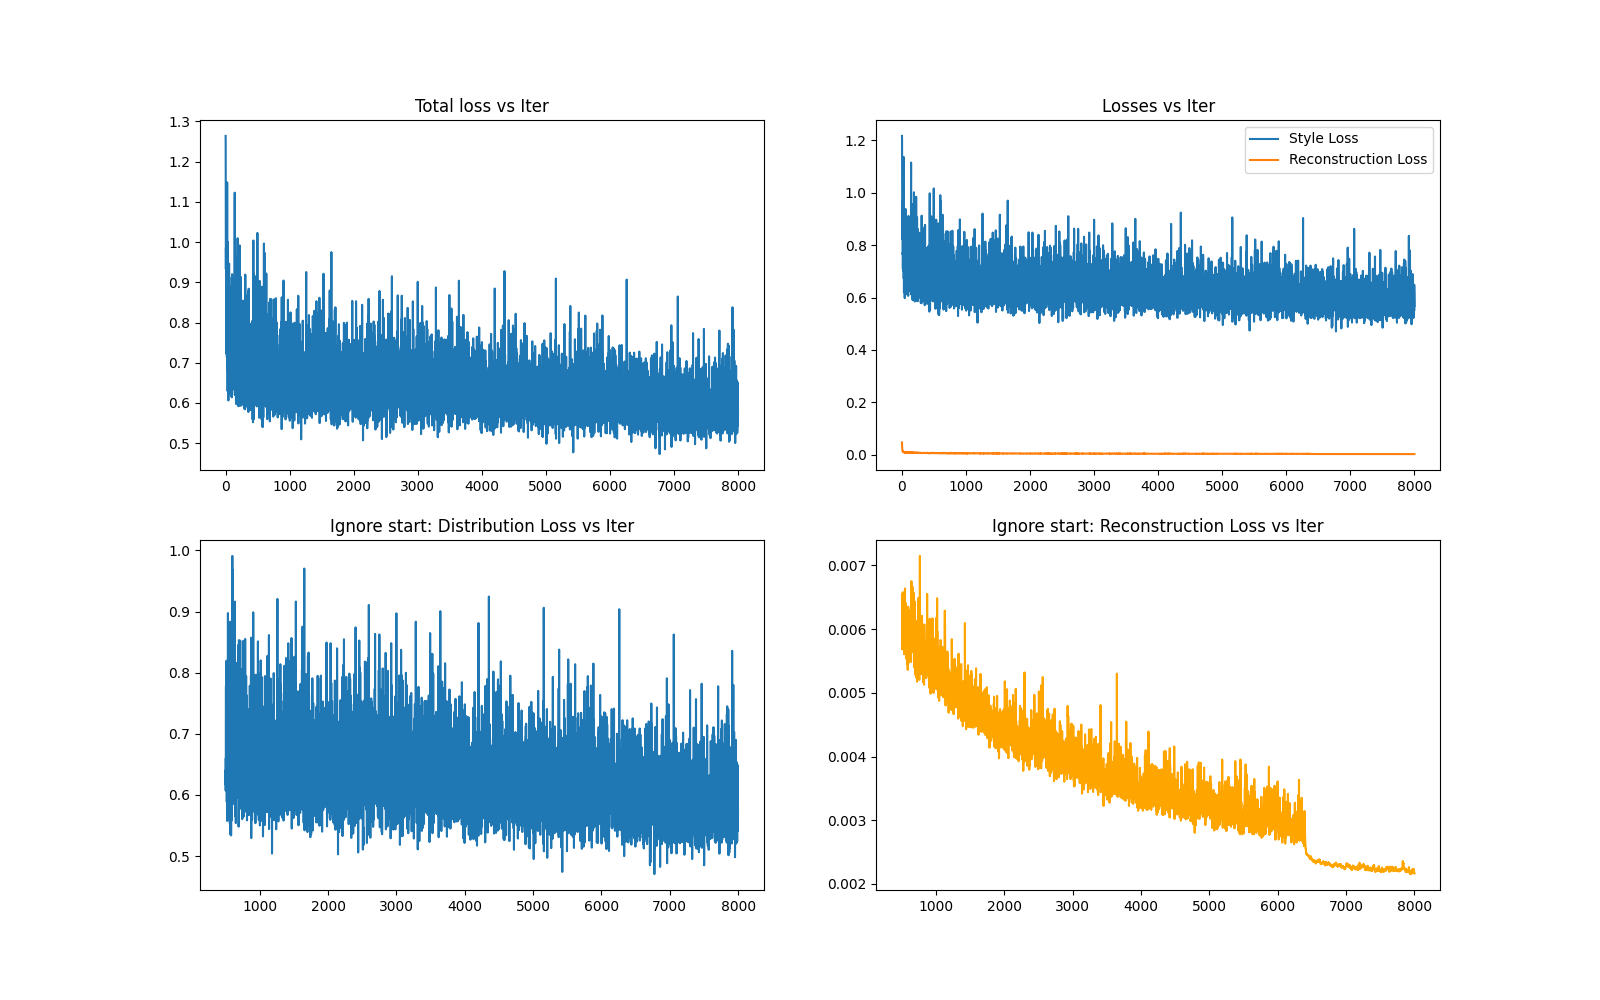 Total loss vs Iter
1.3
1.2
1.1
1.0
0.9
0.8
0.7
0.6
0.5
0 1000 2000 3000 4000 5000 6000 7000 8000
Losses vs Iter
Style Loss
Reconstruction Loss
1.2
1.0
0.8
0.6
0.4
0.2
0.0
0 1000 2000 3000 4000 5000 6000 7000 8000
Ignore start: Distribution Loss vs Iter
1.0
0.9
0.8
0.7
0.6
0.5
1000 2000 3000 4000 5000 6000 7000 8000
Ignore start: Reconstruction Loss vs Iter
0.007
0.006
0.005
0.004
0.003
0.002
1000 2000 3000 4000 5000 6000 7000 8000